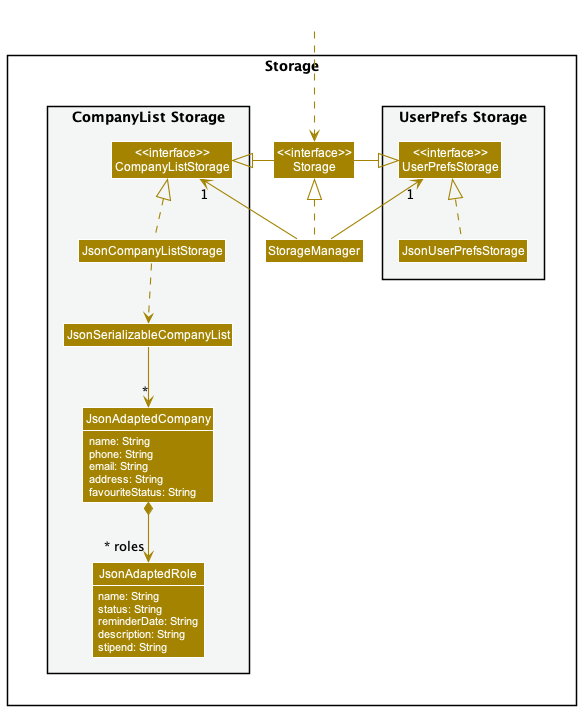 Storage
CompanyList Storage
UserPrefs Storage
<<interface>>
CompanyListStorage
<<interface>>
Storage
<<interface>>
UserPrefsStorage
1
1
JsonCompanyListStorage
StorageManager
JsonUserPrefsStorage
JsonSerializableCompanyList
*
JsonAdaptedCompany
name: String
phone: String
email: String
address: String
favouriteStatus: String
* roles
JsonAdaptedRole
name: String
status: String
reminderDate: String
description: String
stipend: String